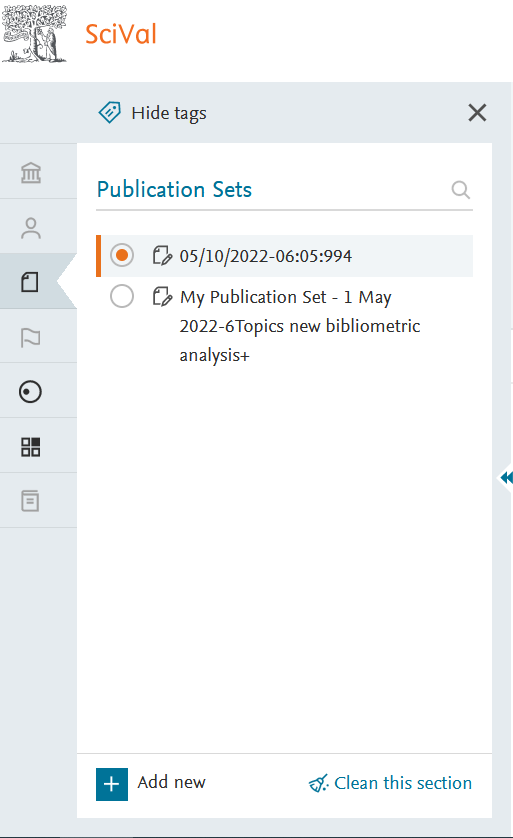 SciVal
Hide tags
Publication Sets
05/10/2022-06:05:994
My Publication Set - 1 May
2022-6Topics new bibliometric
analysis+
Add new
Clean this section